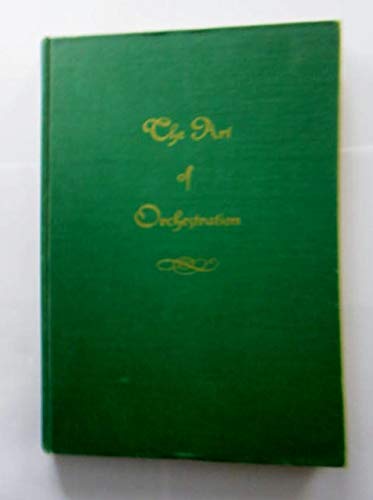 The Art
of
Orchestration